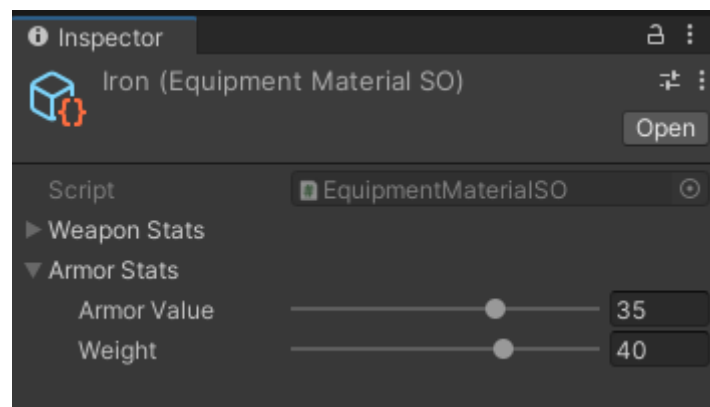 Inspector
Iron (Equipment Material SO)
Open
Script EquipmentMaterialSO
Weapon Stats
Armor Stats
Armor Value 35
Weight 40